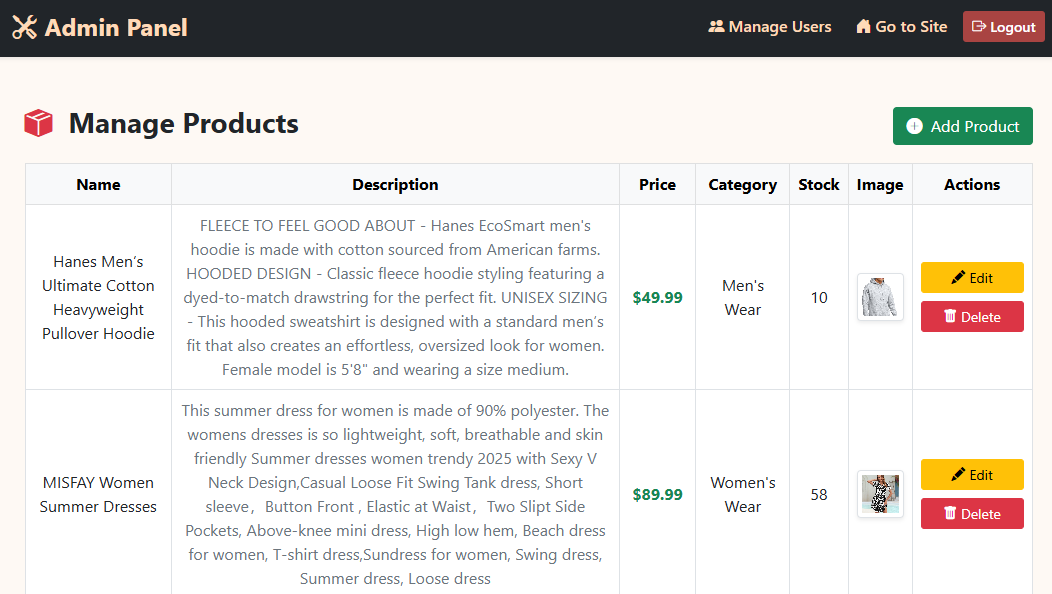 Admin Panel
Manage Users
Go to Site
Logout
Manage Products
Add Product
Name Description Price Category Stock Image Actions
Hanes Men’s
Ultimate Cotton
Heavyweight
Pullover Hoodie
FLEECE TO FEEL GOOD ABOUT - Hanes EcoSmart men's
hoodie is made with cotton sourced from American farms.
HOODED DESIGN - Classic fleece hoodie styling featuring a
dyed-to-match drawstring for the perfect fit. UNISEX SIZING
- This hooded sweatshirt is designed with a standard men’s
fit that also creates an effortless, oversized look for women.
Female model is 5'8" and wearing a size medium.
$49.99
Men's
Wear
10
Edit
Delete
MISFAY Women
Summer Dresses
This summer dress for women is made of 90% polyester. The
womens dresses is so lightweight, soft, breathable and skin
friendly Summer dresses women trendy 2025 with Sexy V
Neck Design,Casual Loose Fit Swing Tank dress, Short
sleeve，Button Front , Elastic at Waist，Two Slipt Side
Pockets, Above-knee mini dress, High low hem, Beach dress
for women, T-shirt dress,Sundress for women, Swing dress,
Summer dress, Loose dress
$89.99
Women's
Wear
58
Edit
Delete